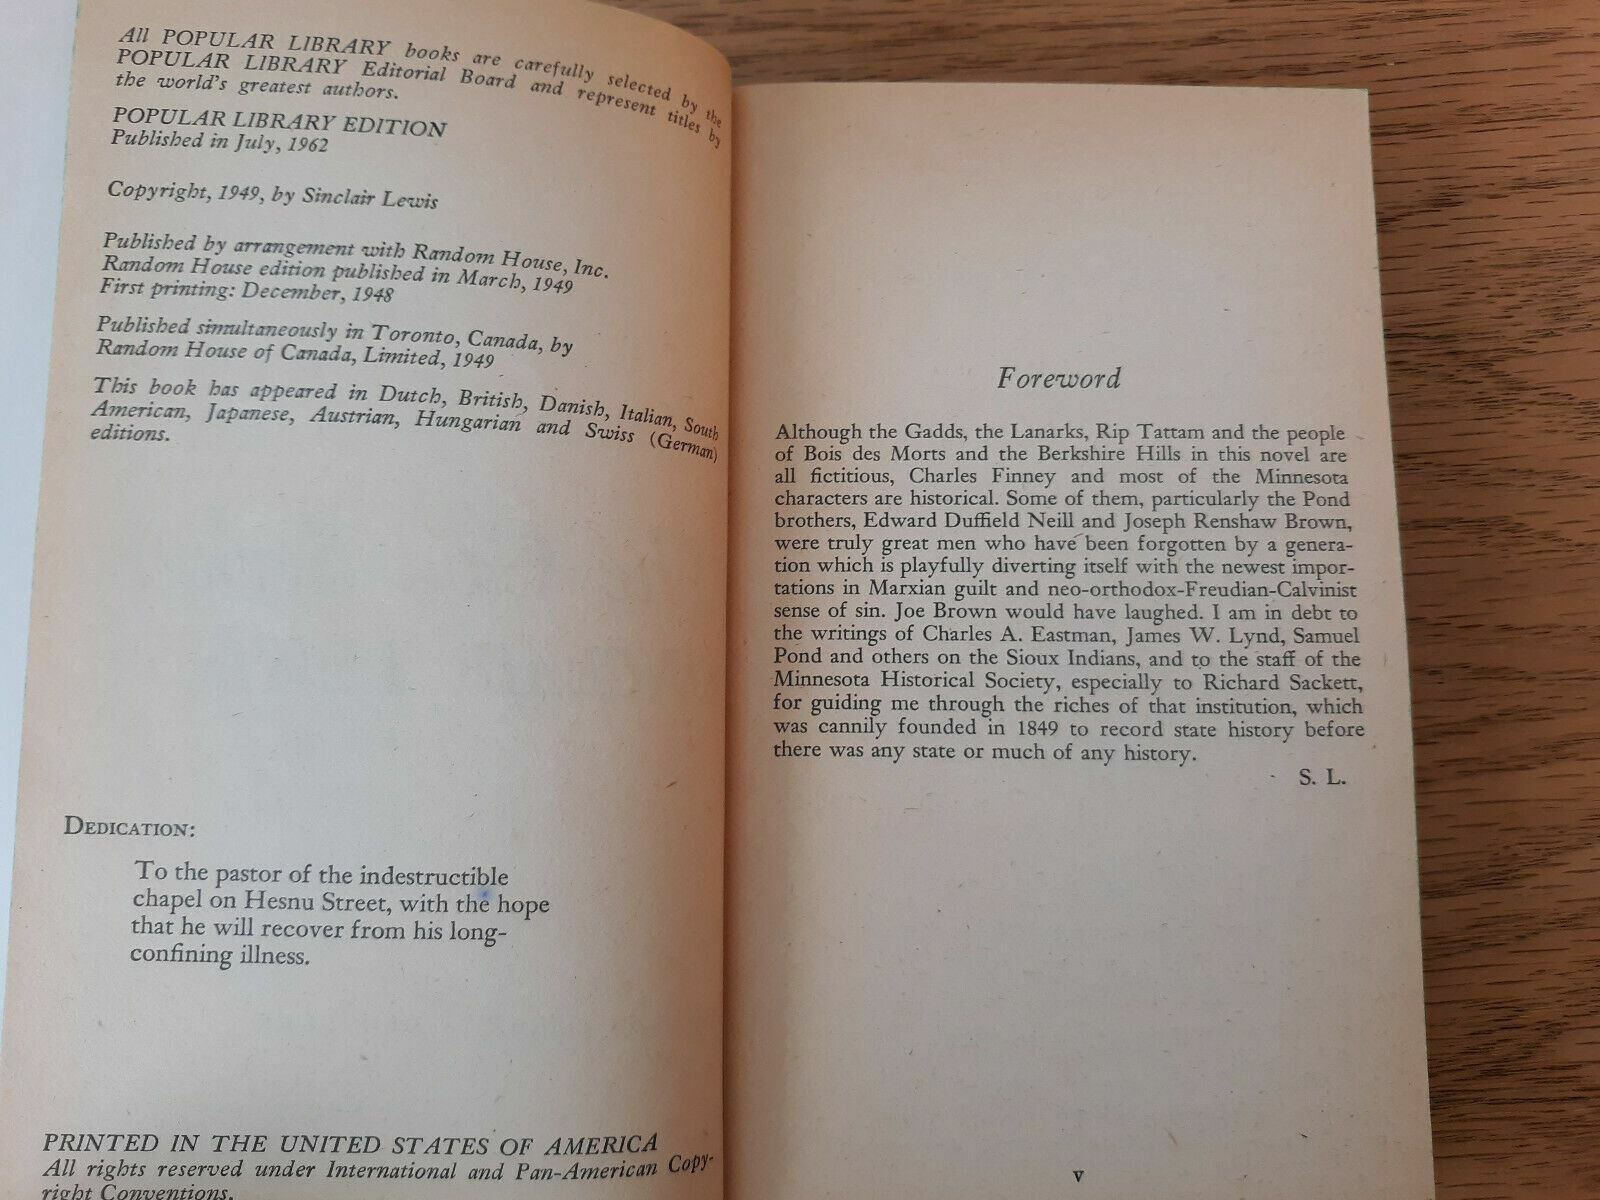 All POPULAR LIBRARY books are carefully selected by the
POPULAR LIBRARY Editorial Board and represent titles by
the world's greatest authors.
POPULAR LIBRARY EDITION
Published in July, 1962
Copyright, 1949, by Sinclair Lewis
Published by arrangement with Random House, Inc.
Random House edition published in March, 1949
First printing: December, 1948
Published simultaneously in Toronto, Canada, by
Random House of Canada, Limited, 1949
This book has appeared in Dutch, British, Danish, Italian, South
American, Japanese, Austrian, Hungarian and Swiss (German)
editions.
DEDICATION:
To the pastor of the indestructible
chapel on Hesnu Street, with the hope
that he will recover from his long-
confining illness.
PRINTED IN THE UNITED STATES OF AMERICA
All rights reserved under International and Pan-American Copy-
right Conventions.
Foreword
Although the Gadds, the Lanarks, Rip Tattam and the people
of Bois des Morts and the Berkshire Hills in this novel are
all fictitious, Charles Finney and most of the Minnesota
characters are historical. Some of them, particularly the Pond
brothers, Edward Duffield Neill and Joseph Renshaw Brown,
were truly great men who have been forgotten by a genera-
tion which is playfully diverting itself with the newest impor-
tations in Marxian guilt and neo-orthodox-Freudian-Calvinist
sense of sin. Joe Brown would have laughed. I am in debt to
the writings of Charles A. Eastman, James W. Lynd, Samuel
Pond and others on the Sioux Indians, and to the staff of the
Minnesota Historical Society, especially to Richard Sackett,
for guiding me through the riches of that institution, which
was cannily founded in 1849 to record state history before
there was any state or much of any history.
S. L.
v